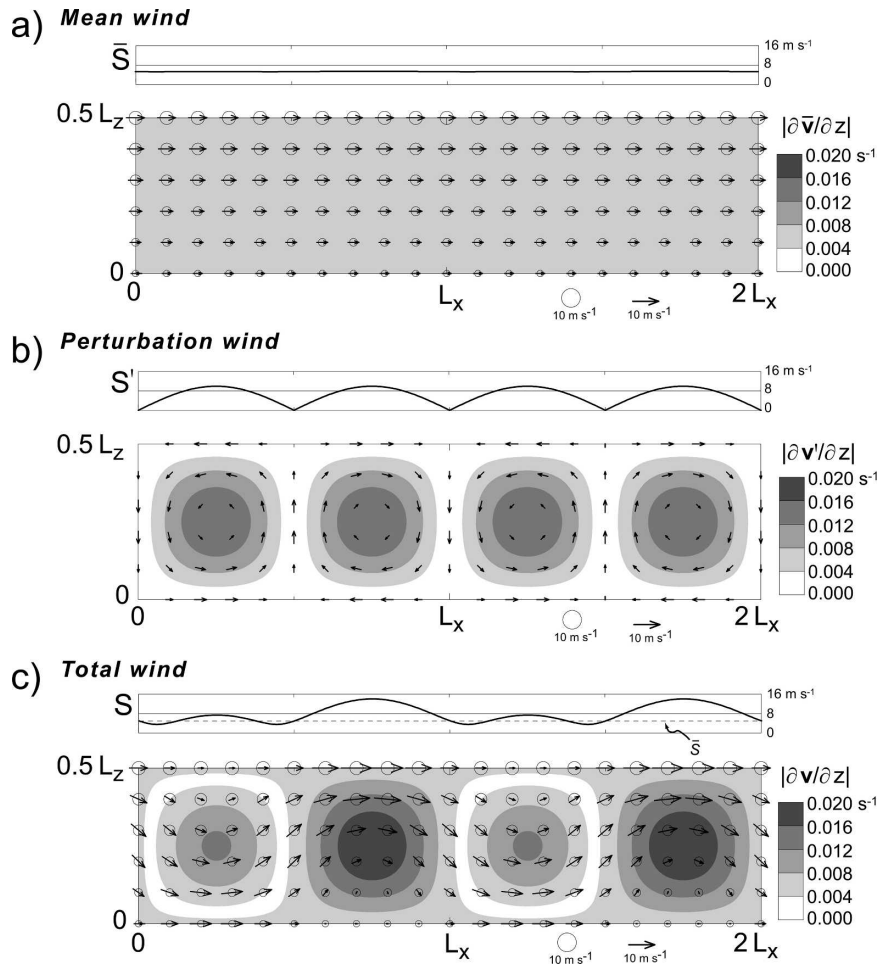 a) Mean wind
S̄
16 m s⁻¹
8
0
0.5 Lz
0
0 Lx 2 Lx
10 m s⁻¹ 10 m s⁻¹
|∂v̄/∂z|
0.020 s⁻¹
0.016
0.012
0.008
0.004
0.000
b) Perturbation wind
S'
16 m s⁻¹
8
0
0.5 Lz
0
0 Lx 2 Lx
10 m s⁻¹ 10 m s⁻¹
|∂v'/∂z|
0.020 s⁻¹
0.016
0.012
0.008
0.004
0.000
c) Total wind
S
16 m s⁻¹
8
0
S̄
0.5 Lz
0
0 Lx 2 Lx
10 m s⁻¹ 10 m s⁻¹
|∂v/∂z|
0.020 s⁻¹
0.016
0.012
0.008
0.004
0.000